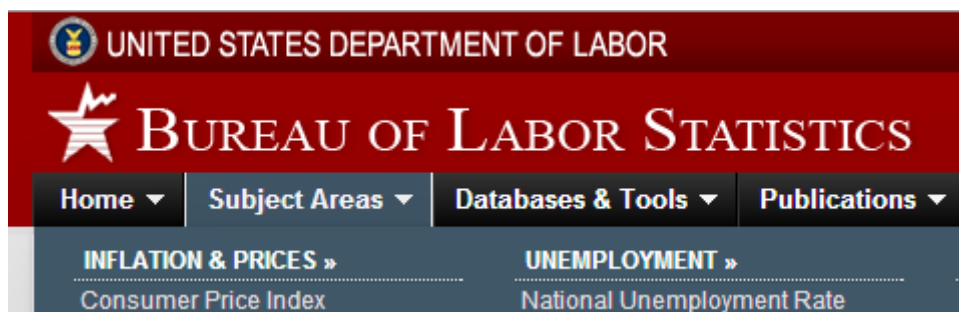 UNITED STATES DEPARTMENT OF LABOR
BUREAU OF LABOR STATISTICS
Home Subject Areas Databases & Tools Publications
INFLATION & PRICES » UNEMPLOYMENT »
Consumer Price Index National Unemployment Rate